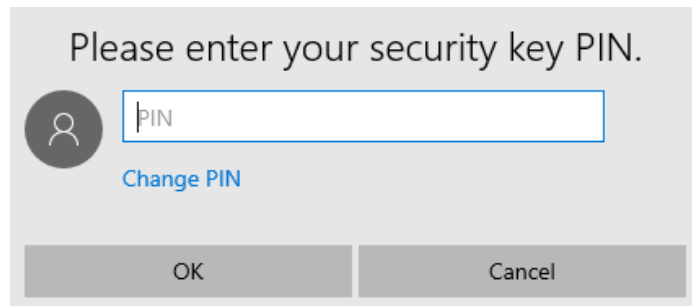 Please enter your security key PIN.
PIN
Change PIN
OK
Cancel